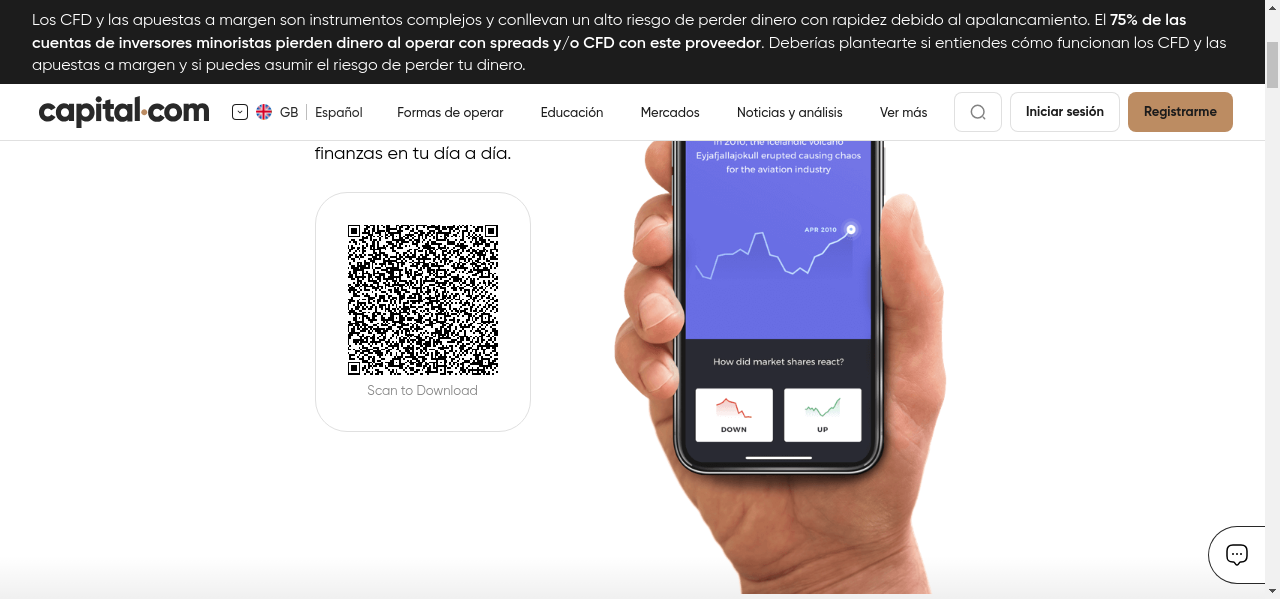 Los CFD y las apuestas a margen son instrumentos complejos y conllevan un alto riesgo de perder dinero con rapidez debido al apalancamiento. El 75% de las
cuentas de inversores minoristas pierden dinero al operar con spreads y/o CFD con este proveedor. Deberías plantearte si entiendes cómo funcionan los CFD y las
apuestas a margen y si puedes asumir el riesgo de perder tu dinero.
capital.com GB Español Formas de operar Educación Mercados Noticias y análisis Ver más Iniciar sesión Registrarme
finanzas en tu día a día.
Scan to Download
In 2010, the Icelandic volcano
Eyjafjallajokull erupted causing chaos
for the aviation industry
APR 2010
How did market shares react?
DOWN UP